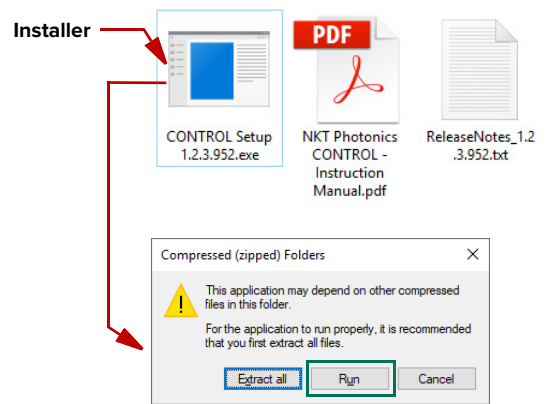 Installer
PDF
CONTROL Setup
1.2.3.952.exe
NKT Photonics
CONTROL -
Instruction
Manual.pdf
ReleaseNotes_1.2
.3.952.txt
Compressed (zipped) Folders
This application may depend on other compressed
files in this folder.
For the application to run properly, it is recommended
that you first extract all files.
Extract all
Run
Cancel